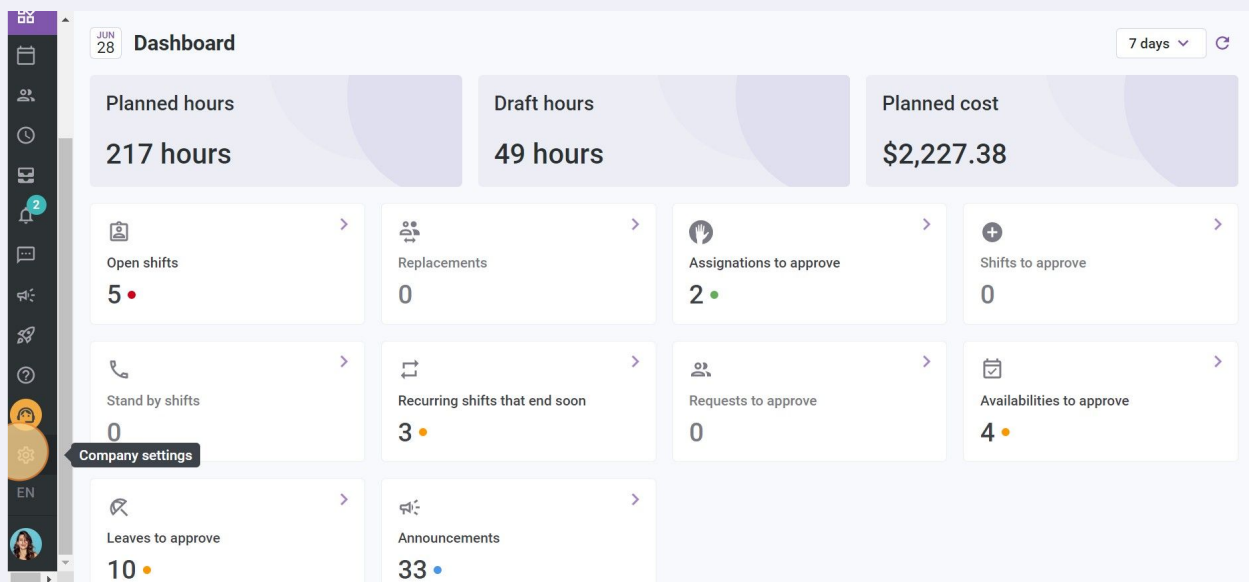 JUN
28
Dashboard
7 days
Planned hours
217 hours
Draft hours
49 hours
Planned cost
$2,227.38
Open shifts
5
Replacements
0
Assignations to approve
2
Shifts to approve
0
Stand by shifts
0
Recurring shifts that end soon
3
Requests to approve
0
Availabilities to approve
4
Leaves to approve
10
Announcements
33
2
Company settings
EN